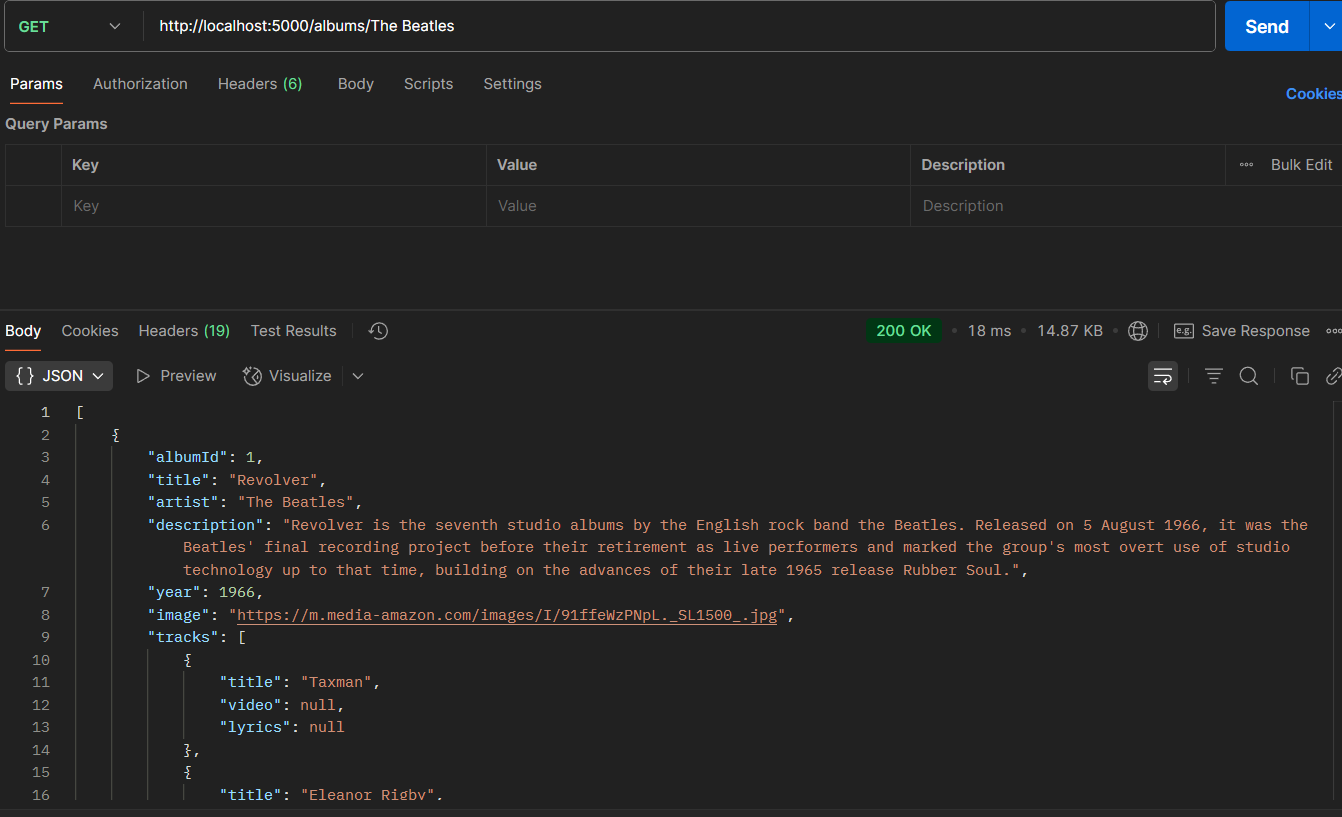 GET http://localhost:5000/albums/The Beatles Send
Params Authorization Headers (6) Body Scripts Settings
Cookies
Query Params
Key Value Description Bulk Edit
Key Value Description
Body Cookies Headers (19) Test Results 200 OK • 18 ms • 14.87 KB • e.g. Save Response
{} JSON Preview Visualize
1 [
2 {
3 "albumId": 1,
4 "title": "Revolver",
5 "artist": "The Beatles",
6 "description": "Revolver is the seventh studio albums by the English rock band the Beatles. Released on 5 August 1966, it was the
Beatles' final recording project before their retirement as live performers and marked the group's most overt use of studio
technology up to that time, building on the advances of their late 1965 release Rubber Soul.",
7 "year": 1966,
8 "image": "https://m.media-amazon.com/images/I/91ffeWzPNpL._SL1500_.jpg",
9 "tracks": [
10 {
11 "title": "Taxman",
12 "video": null,
13 "lyrics": null
14 },
15 {
16 "title": "Eleanor Rigby",